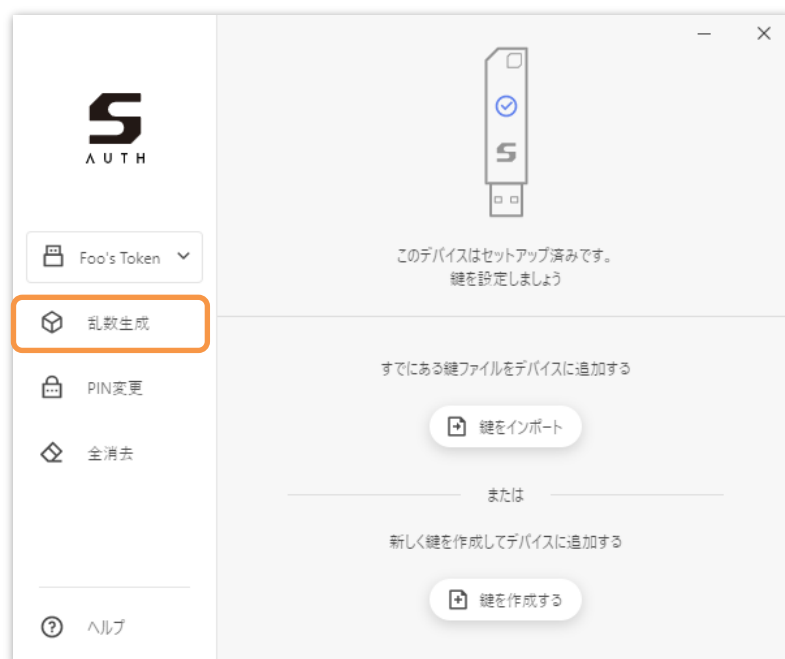 S
AUTH
Foo's Token
乱数生成
PIN変更
全消去
ヘルプ
S
このデバイスはセットアップ済みです。
鍵を設定しましょう
すでにある鍵ファイルをデバイスに追加する
鍵をインポート
または
新しく鍵を作成してデバイスに追加する
鍵を作成する